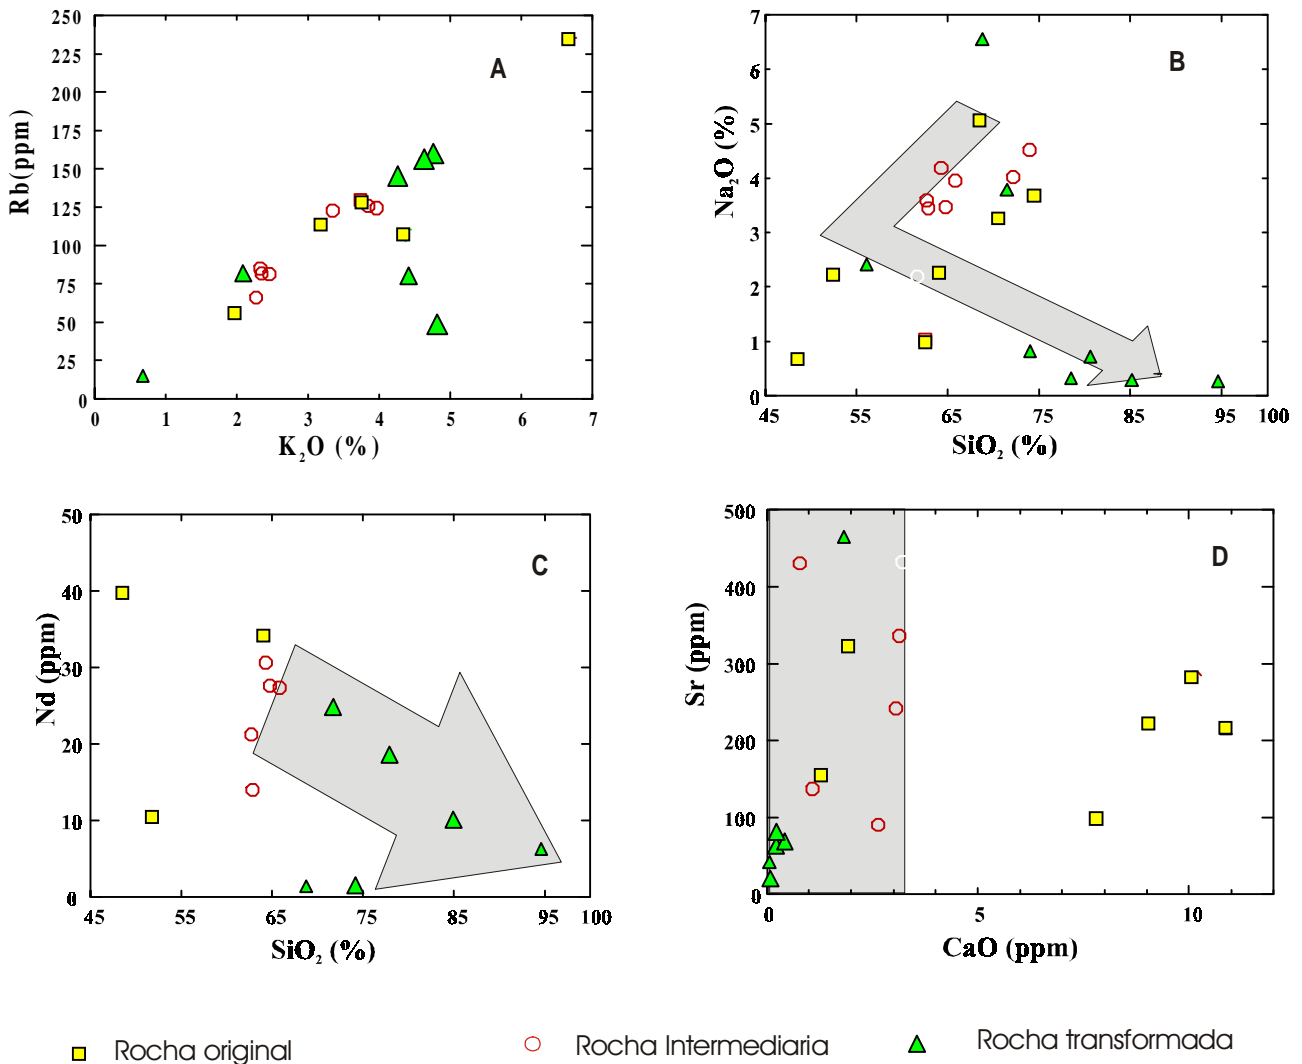 250
225
200
175
150
125
100
75
50
25
0
Rb(ppm)
A
0 1 2 3 4 5 6 7
K₂O (%)
7
6
5
4
3
2
1
0
Na₂O (%)
B
45 55 65 75 85 95 100
SiO₂ (%)
50
40
30
20
10
0
Nd (ppm)
C
45 55 65 75 85 95 100
SiO₂ (%)
500
400
300
200
100
0
Sr (ppm)
D
0 5 10
CaO (ppm)
Rocha original
Rocha Intermediaria
Rocha transformada